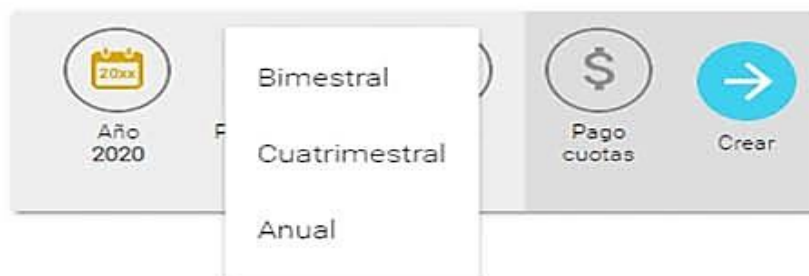 20xx
Año
2020
Bimestral
Cuatrimestral
Anual
$
Pago
cuotas
Crear